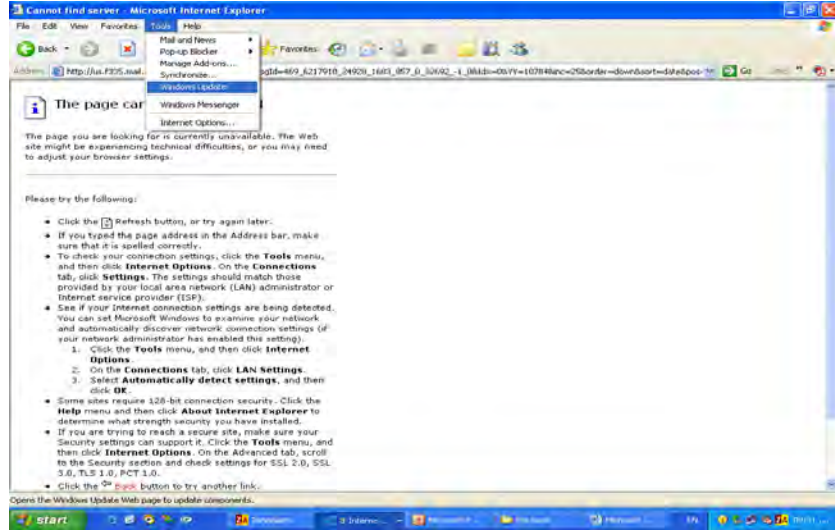 Cannot find server - Microsoft Internet Explorer
File Edit View Favorites Tools Help
Mail and News
Pop-up Blocker
Manage Add-ons...
Synchronize...
Windows Update
Windows Messenger
Internet Options...
Back
Favorites
Address
Go
The page
The page you are looking for is currently unavailable. The Web
site might be experiencing technical difficulties, or you may need
to adjust your browser settings.
Please try the following:
Click the Refresh button, or try again later.
If you typed the page address in the Address bar, make
sure that it is spelled correctly.
To check your connection settings, click the Tools menu,
and then click Internet Options. On the Connections
tab, click Settings. The settings should match those
provided by your local area network (LAN) administrator or
Internet service provider (ISP).
See if your Internet connection settings are being detected.
You can set Microsoft Windows to examine your network
and automatically discover network connection settings (if
your network administrator has enabled this setting).
1. Click the Tools menu, and then click Internet
Options.
2. On the Connections tab, click LAN Settings.
3. Select Automatically detect settings, and then
click OK.
Some sites require 128-bit connection security. Click the
Help menu and then click About Internet Explorer to
determine what strength security you have installed.
If you are trying to reach a secure site, make sure your
Security settings can support it. Click the Tools menu, and
then click Internet Options. On the Advanced tab, scroll
to the Security section and check settings for SSL 2.0, SSL
3.0, TLS 1.0, PCT 1.0.
Click the Back button to try another link.
Opens the Windows Update Web page to update components.
start
EN